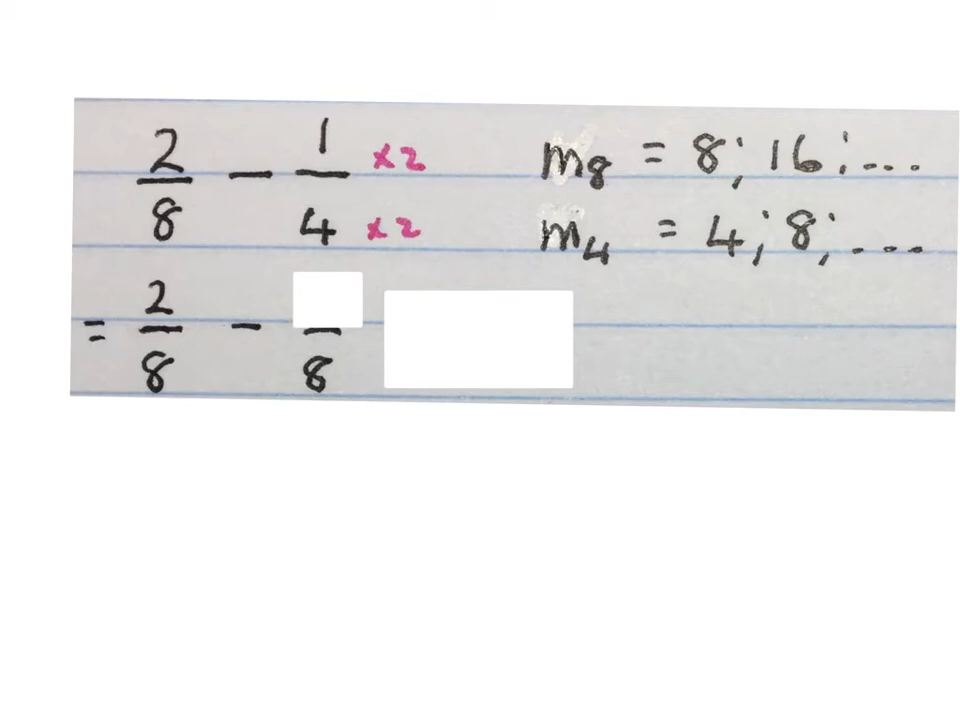 2/8 - 1/4 ×2 ×2
m8 = 8; 16; ...
m4 = 4; 8; ...
= 2/8 - /8